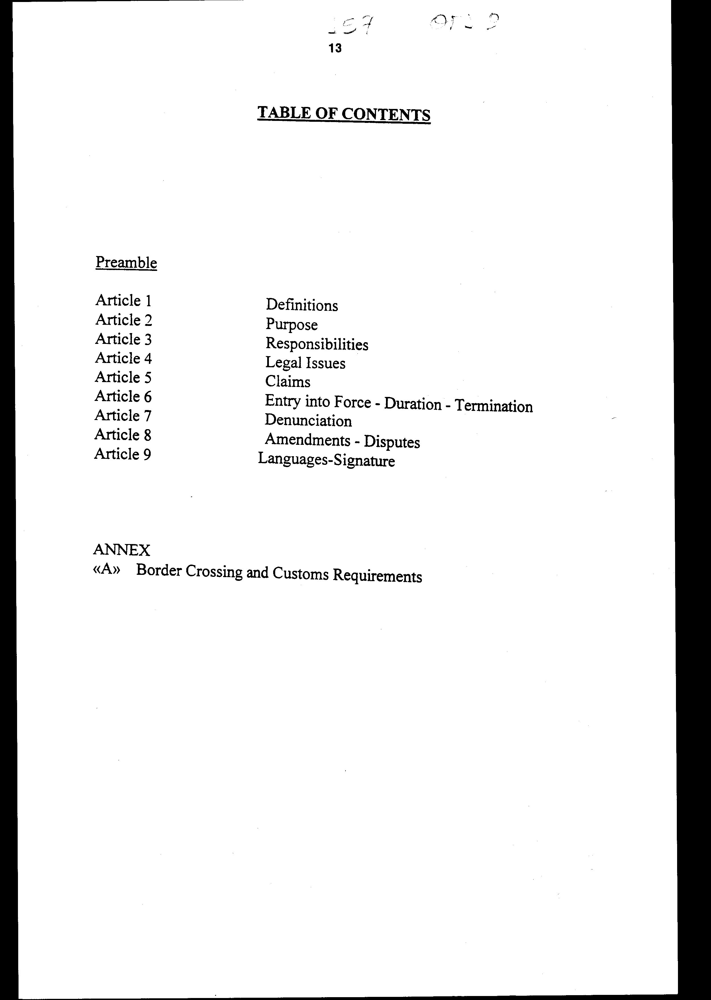 13
TABLE OF CONTENTS
Preamble
Article 1 Definitions
Article 2 Purpose
Article 3 Responsibilities
Article 4 Legal Issues
Article 5 Claims
Article 6 Entry into Force - Duration - Termination
Article 7 Denunciation
Article 8 Amendments - Disputes
Article 9 Languages-Signature
ANNEX
«A» Border Crossing and Customs Requirements